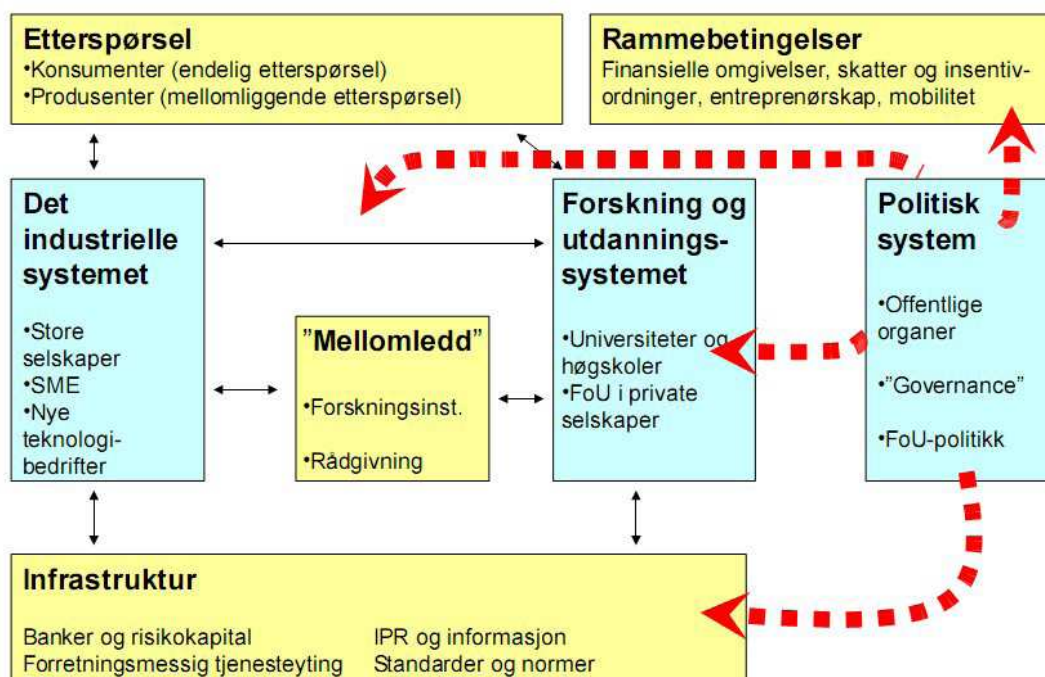 Etterspørsel
•Konsumenter (endelig etterspørsel)
•Produsenter (mellomliggende etterspørsel)
Rammebetingelser
Finansielle omgivelser, skatter og insentiv-
ordninger, entreprenørskap, mobilitet
Det
industrielle
systemet
•Store
selskaper
•SME
•Nye
teknologi-
bedrifter
"Mellomledd"
•Forskningsinst.
•Rådgivning
Forskning og
utdannings-
systemet
•Universiteter og
høgskoler
•FoU i private
selskaper
Politisk
system
•Offentlige
organer
•"Governance"
•FoU-politikk
Infrastruktur
Banker og risikokapital
Forretningsmessig tjenesteyting
IPR og informasjon
Standarder og normer